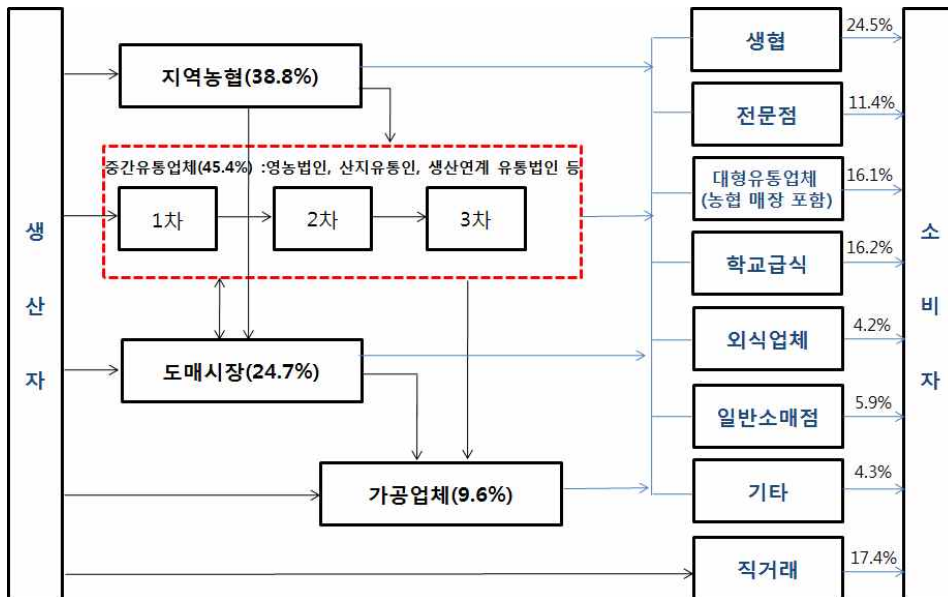 생
산
자
지역농협(38.8%)
중간유통업체(45.4%) :영농법인, 산지유통인, 생산연계 유통법인 등
1차
2차
3차
도매시장(24.7%)
가공업체(9.6%)
생협
24.5%
전문점
11.4%
대형유통업체
(농협 매장 포함)
16.1%
학교급식
16.2%
외식업체
4.2%
일반소매점
5.9%
기타
4.3%
직거래
17.4%
소
비
자